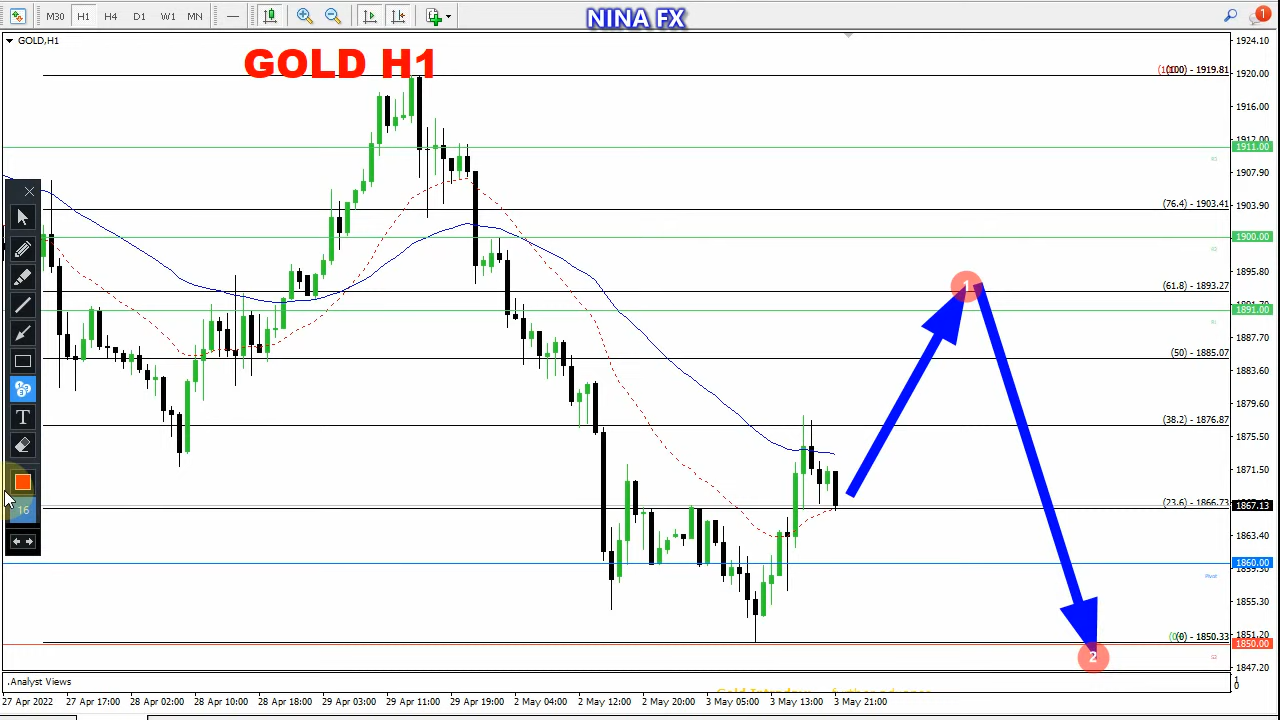 M30 H1 H4 D1 W1 MN
NINA FX
1
GOLD,H1
GOLD H1
1924.10
(100) - 1919.81
1920.00
1916.00
1911.00
1907.90
(76.4) - 1903.41
1903.90
1900.00
1895.80
(61.8) - 1893.27
1
1891.00
1887.70
(50) - 1885.07
1883.60
1879.60
(38.2) - 1876.87
1875.50
1871.50
(23.6) - 1866.73
1867.13
1863.40
1860.00
Pivot
1855.30
1851.20
(0) - 1850.33
1850.00
2
1847.20
T
16
.Analyst Views
1
0
27 Apr 2022 27 Apr 17:00 28 Apr 02:00 28 Apr 10:00 28 Apr 18:00 29 Apr 03:00 29 Apr 11:00 29 Apr 19:00 2 May 04:00 2 May 12:00 2 May 20:00 3 May 05:00 3 May 13:00 3 May 21:00